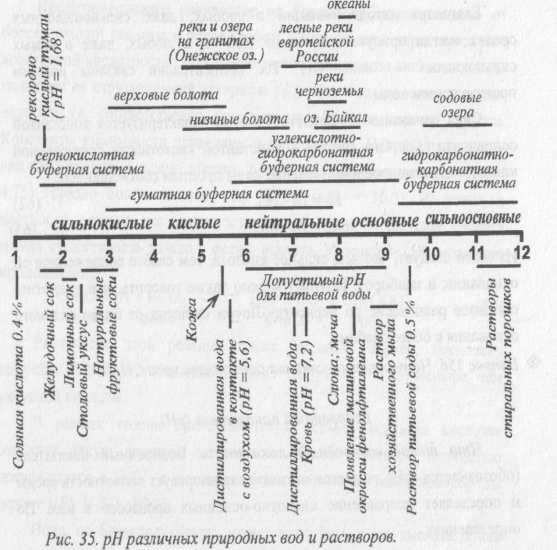 океаны
реки и озера
на гранитах
(Онежское оз.)
лесные реки
европейской
России
рекордно
кислый туман
(pH = 1,68)
реки
черноземья
верховые болота
содовые
озера
низиные болота
оз. Байкал
сернокислотная
буферная система
углекислотно-
гидрокарбонатная
буферная система
гидрокарбонатно-
карбонатная
буферная система
гуматная буферная система
сильнокислые кислые нейтральные основные сильноосновные
1 2 3 4 5 6 7 8 9 10 11 12
Допустимый pH
для питьевой воды
Соляная кислота 0.4%
Желудочный сок
Лимонный сок
Столовый уксус
Натуральные
фруктовые соки
Кожа
Дистиллированная вода
в контакте
с воздухом (pH = 5,6)
Дистиллированная вода
Кровь (pH = 7,2)
Слюна, моча
Появление малиновой
окраски фенолфталеина
Раствор
хозяйственного мыла
Раствор питьевой соды 1.5%
Растворы
стиральных порошков
Рис. 35. pH различных природных вод и растворов.